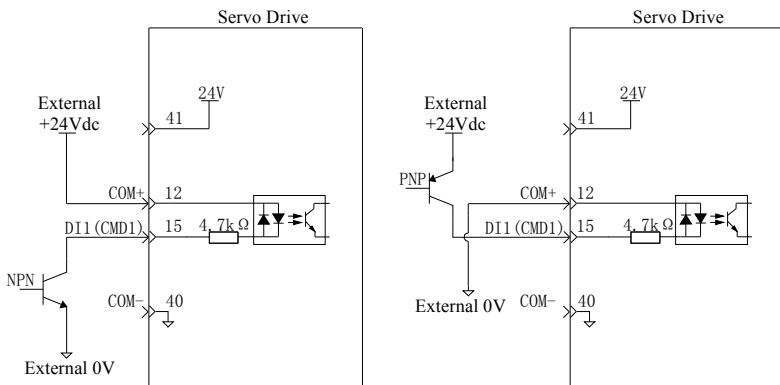 Servo Drive
24V
41
External
+24Vdc
COM+
12
DI1(CMD1)
15
4.7kΩ
NPN
COM-
40
External 0V
Servo Drive
24V
41
External
+24Vdc
PNP
COM+
12
DI1(CMD1)
15
4.7kΩ
COM-
40
External 0V